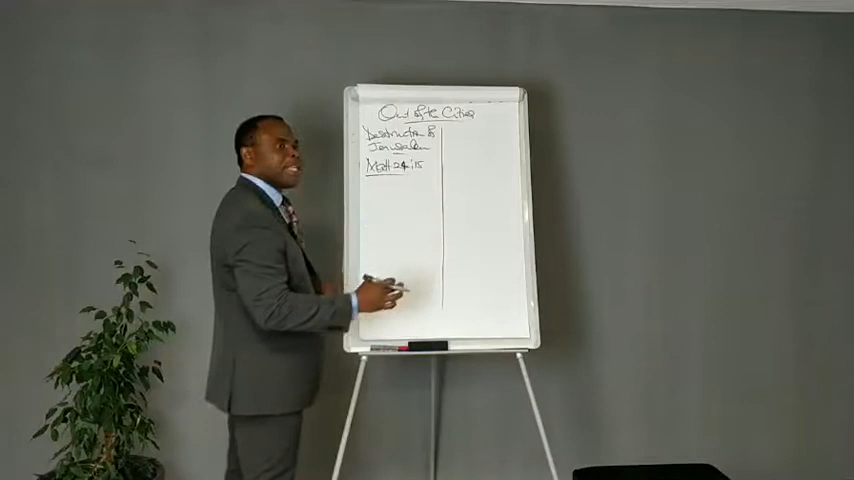 Out of the Cities
Destruction of
Jerusalem
Matt 24:15